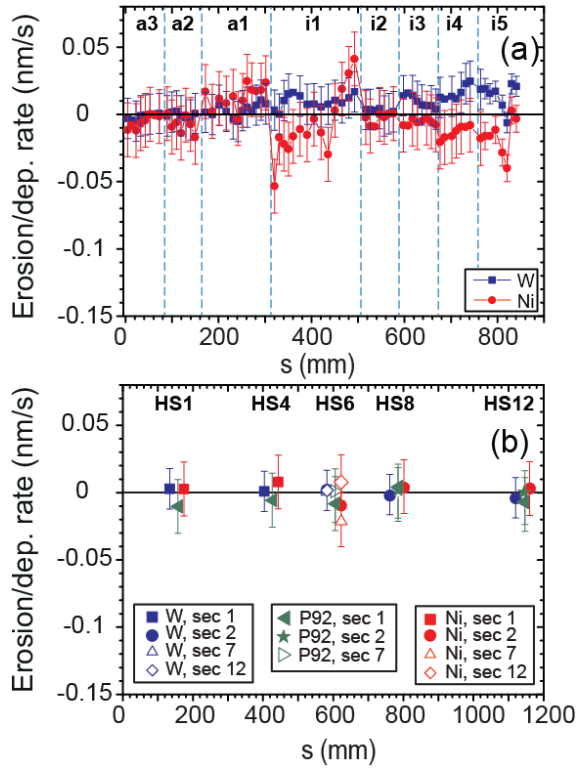 a3 a2 a1 i1 i2 i3 i4 i5
(a)
Erosion/dep. rate (nm/s)
0.05
0
-0.05
-0.1
-0.15
W
Ni
0 200 400 600 800
s (mm)
HS1 HS4 HS6 HS8 HS12
(b)
Erosion/dep. rate (nm/s)
0.05
0
-0.05
-0.1
-0.15
W, sec 1
W, sec 2
W, sec 7
W, sec 12
P92, sec 1
P92, sec 2
P92, sec 7
Ni, sec 1
Ni, sec 2
Ni, sec 7
Ni, sec 12
0 200 400 600 800 1000 1200
s (mm)